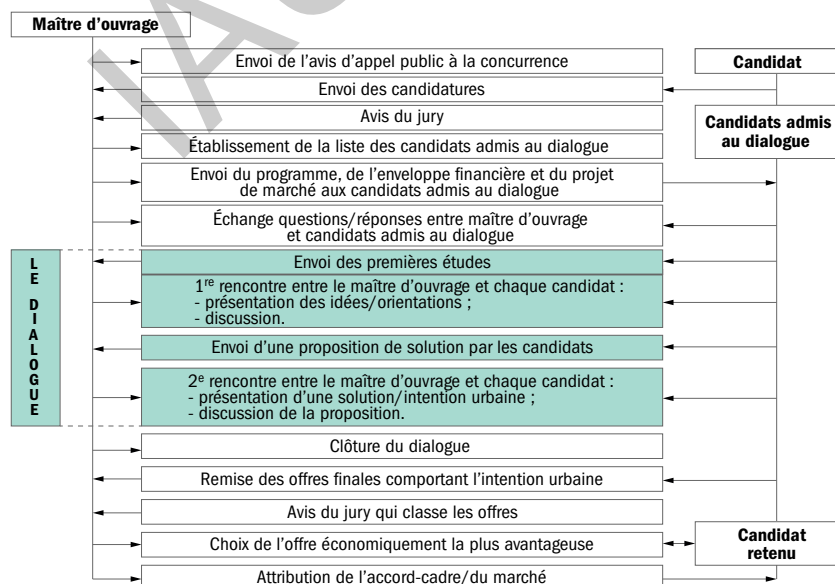 Maître d'ouvrage
Envoi de l'avis d'appel public à la concurrence
Candidat
Envoi des candidatures
Avis du jury
Candidats admis
au dialogue
Établissement de la liste des candidats admis au dialogue
Envoi du programme, de l'enveloppe financière et du projet
de marché aux candidats admis au dialogue
Échange questions/réponses entre maître d'ouvrage
et candidats admis au dialogue
LE DIALOGUE
Envoi des premières études
1re rencontre entre le maître d'ouvrage et chaque candidat :
- présentation des idées/orientations ;
- discussion.
Envoi d'une proposition de solution par les candidats
2e rencontre entre le maître d'ouvrage et chaque candidat :
- présentation d'une solution/intention urbaine ;
- discussion de la proposition.
Clôture du dialogue
Remise des offres finales comportant l'intention urbaine
Avis du jury qui classe les offres
Choix de l'offre économiquement la plus avantageuse
Candidat
retenu
Attribution de l'accord-cadre/du marché